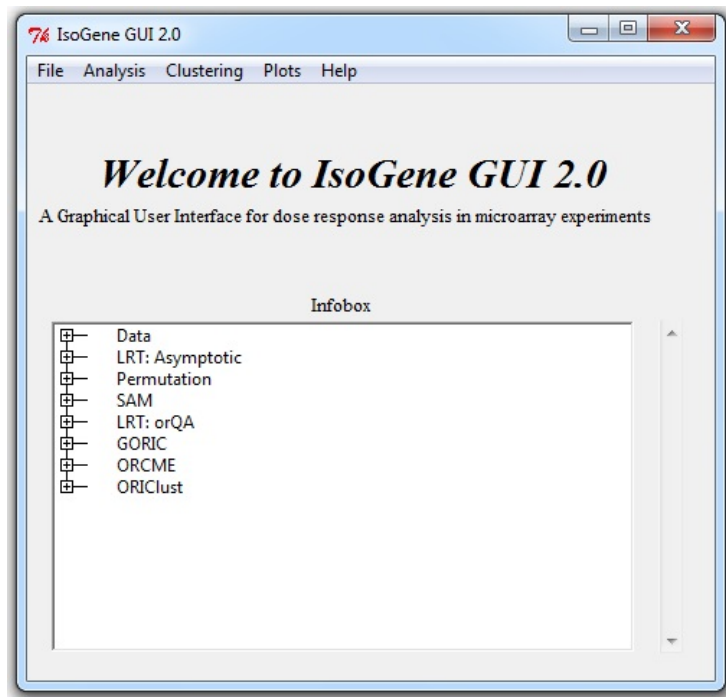 IsoGene GUI 2.0
File Analysis Clustering Plots Help
Welcome to IsoGene GUI 2.0
A Graphical User Interface for dose response analysis in microarray experiments
Infobox
Data
LRT: Asymptotic
Permutation
SAM
LRT: orQA
GORIC
ORCME
ORIClust